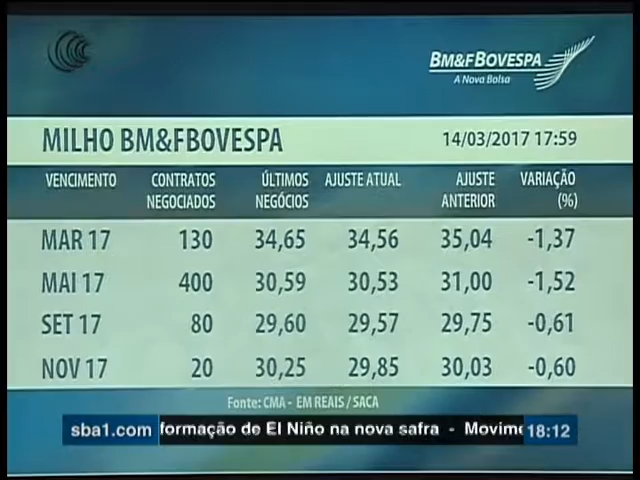 BM&FBOVESPA
A Nova Bolsa
MILHO BM&FBOVESPA 14/03/2017 17:59
VENCIMENTO CONTRATOS NEGOCIADOS ÚLTIMOS NEGÓCIOS AJUSTE ATUAL AJUSTE ANTERIOR VARIAÇÃO (%)
MAR 17 130 34,65 34,56 35,04 -1,37
MAI 17 400 30,59 30,53 31,00 -1,52
SET 17 80 29,60 29,57 29,75 -0,61
NOV 17 20 30,25 29,85 30,03 -0,60
Fonte: CMA - EM REAIS / SACA
sba1.com formação de El Niño na nova safra - Movime 18:12